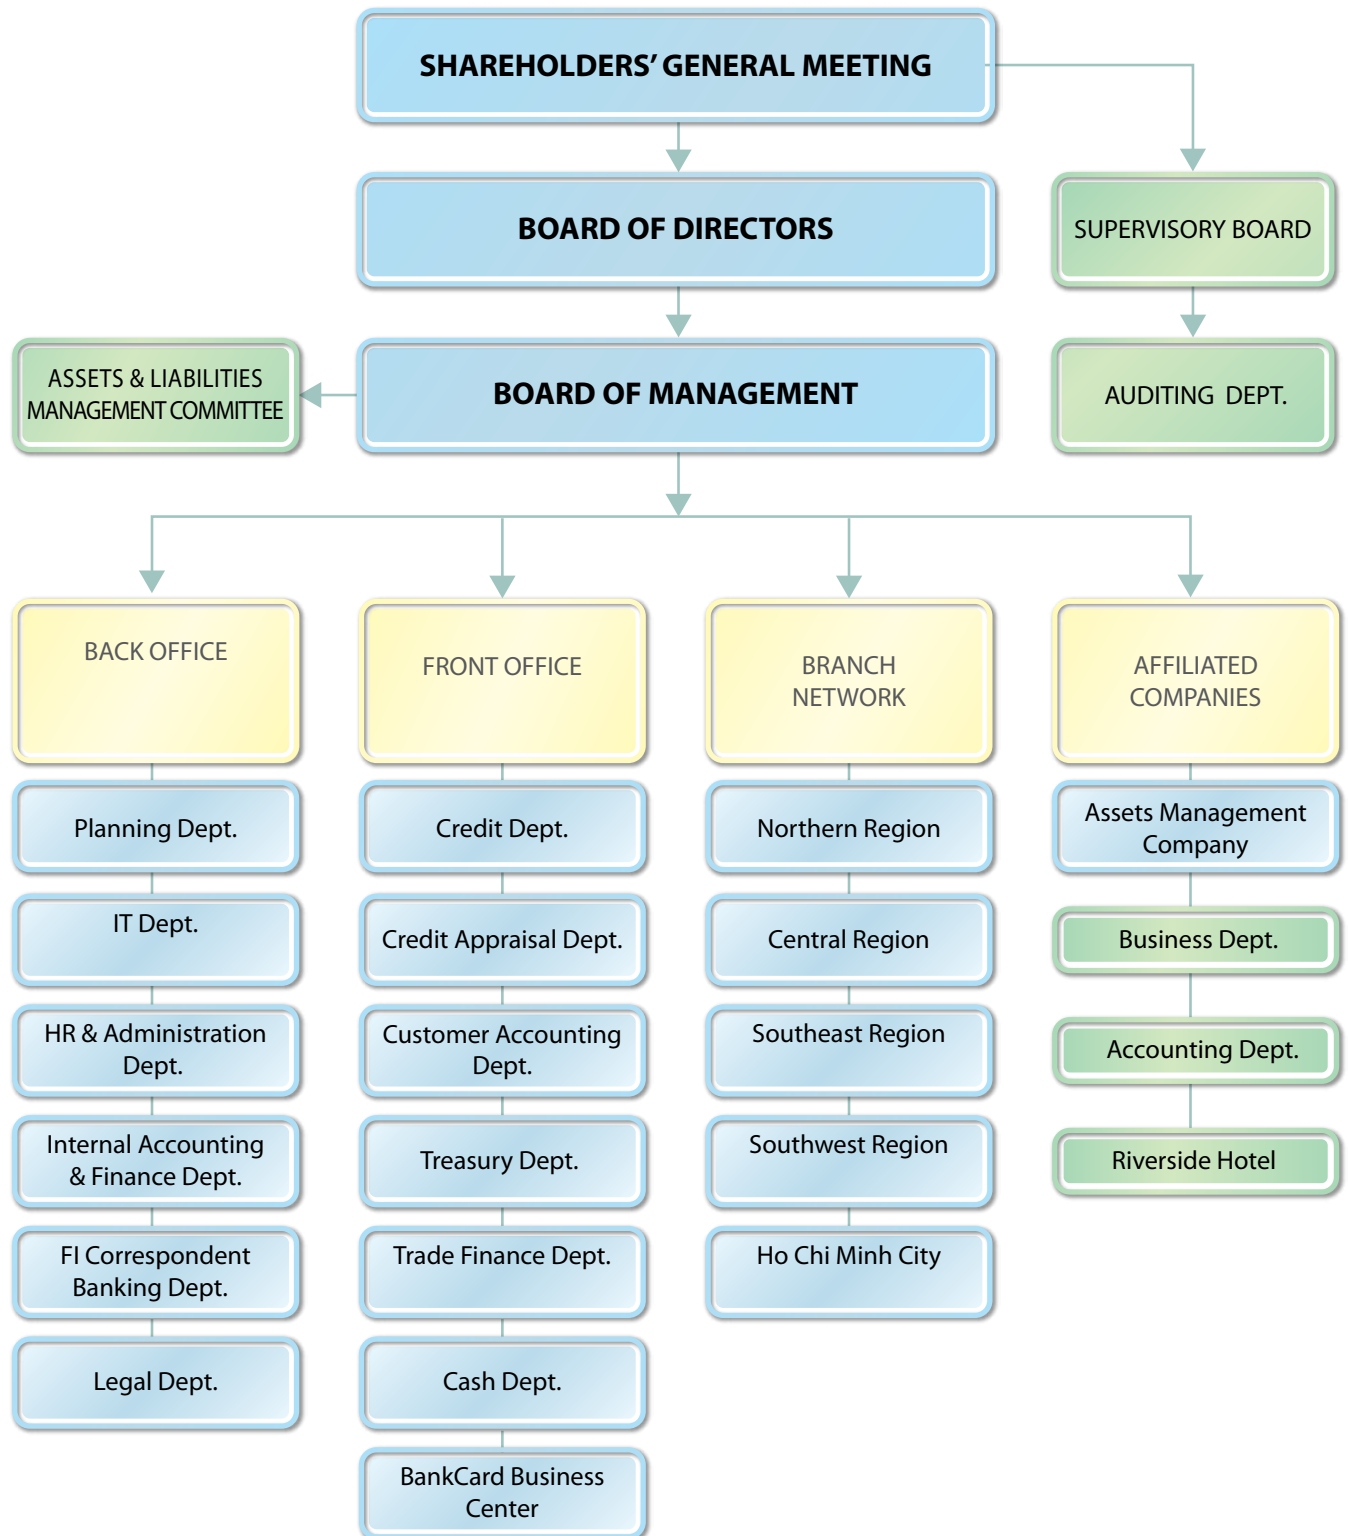 SHAREHOLDERS’ GENERAL MEETING
BOARD OF DIRECTORS
SUPERVISORY BOARD
ASSETS & LIABILITIES
MANAGEMENT COMMITTEE
BOARD OF MANAGEMENT
AUDITING DEPT.
BACK OFFICE
FRONT OFFICE
BRANCH
NETWORK
AFFILIATED
COMPANIES
Planning Dept.
IT Dept.
HR & Administration
Dept.
Internal Accounting
& Finance Dept.
FI Correspondent
Banking Dept.
Legal Dept.
Credit Dept.
Credit Appraisal Dept.
Customer Accounting
Dept.
Treasury Dept.
Trade Finance Dept.
Cash Dept.
BankCard Business
Center
Northern Region
Central Region
Southeast Region
Southwest Region
Ho Chi Minh City
Assets Management
Company
Business Dept.
Accounting Dept.
Riverside Hotel